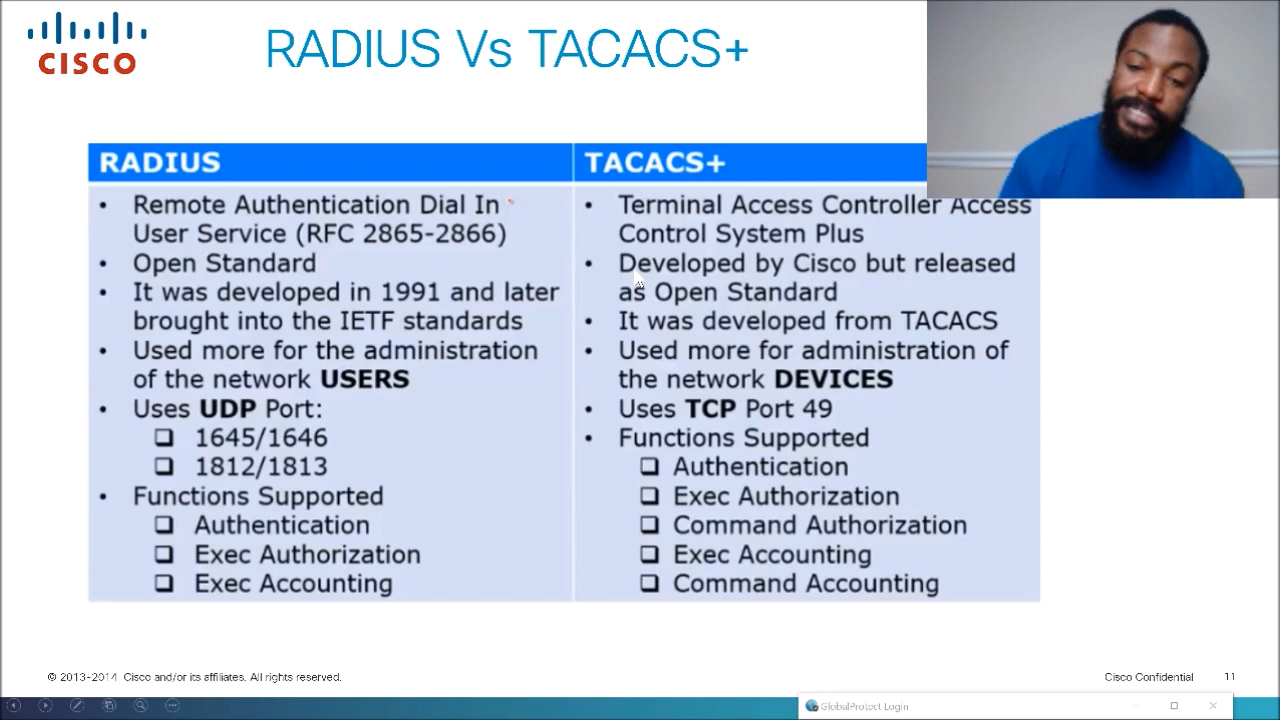 CISCO
RADIUS Vs TACACS+
RADIUS
• Remote Authentication Dial In
User Service (RFC 2865-2866)
• Open Standard
• It was developed in 1991 and later
brought into the IETF standards
• Used more for the administration
of the network USERS
• Uses UDP Port:
❑ 1645/1646
❑ 1812/1813
• Functions Supported
❑ Authentication
❑ Exec Authorization
❑ Exec Accounting
TACACS+
• Terminal Access Controller Access
Control System Plus
• Developed by Cisco but released
as Open Standard
• It was developed from TACACS
• Used more for administration of
the network DEVICES
• Uses TCP Port 49
• Functions Supported
❑ Authentication
❑ Exec Authorization
❑ Command Authorization
❑ Exec Accounting
❑ Command Accounting
© 2013-2014 Cisco and/or its affiliates. All rights reserved.
Cisco Confidential
11
GlobalProtect Login